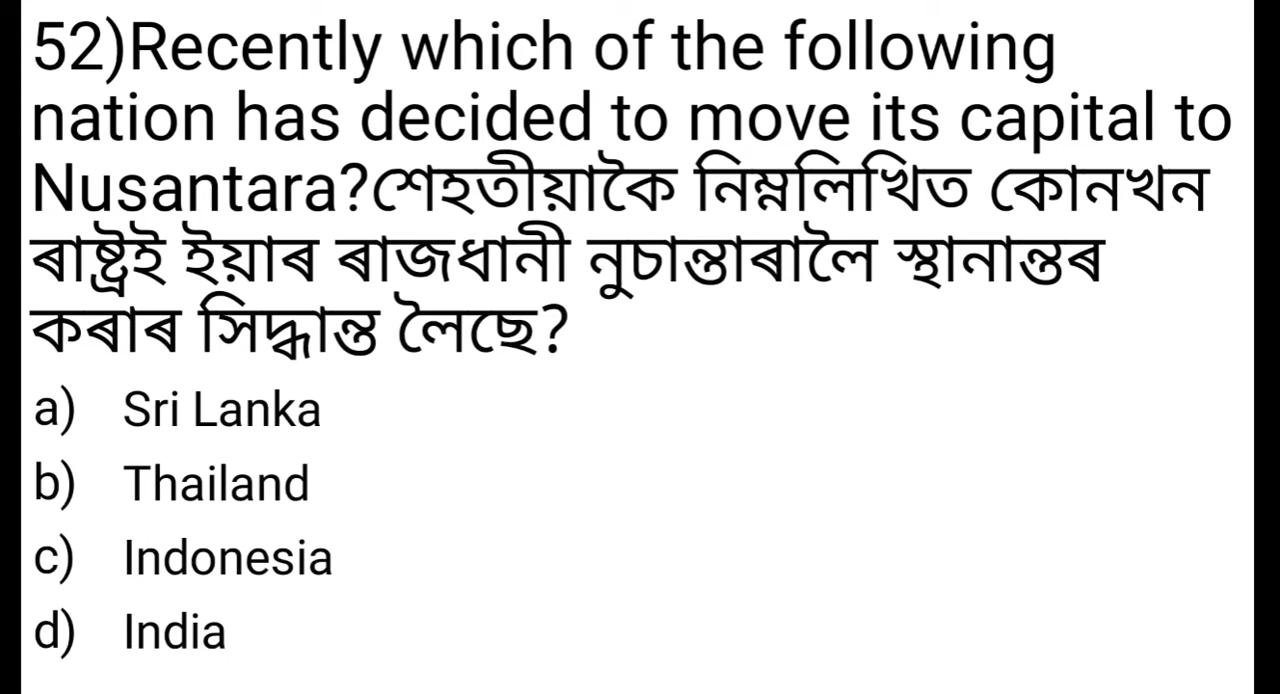 52)Recently which of the following
nation has decided to move its capital to
Nusantara?শেহতীয়াকৈ নিম্নলিখিত কোনখন
ৰাষ্ট্ৰই ইয়াৰ ৰাজধানী নুচান্তাৰালৈ স্থানান্তৰ
কৰাৰ সিদ্ধান্ত লৈছে?
a) Sri Lanka
b) Thailand
c) Indonesia
d) India